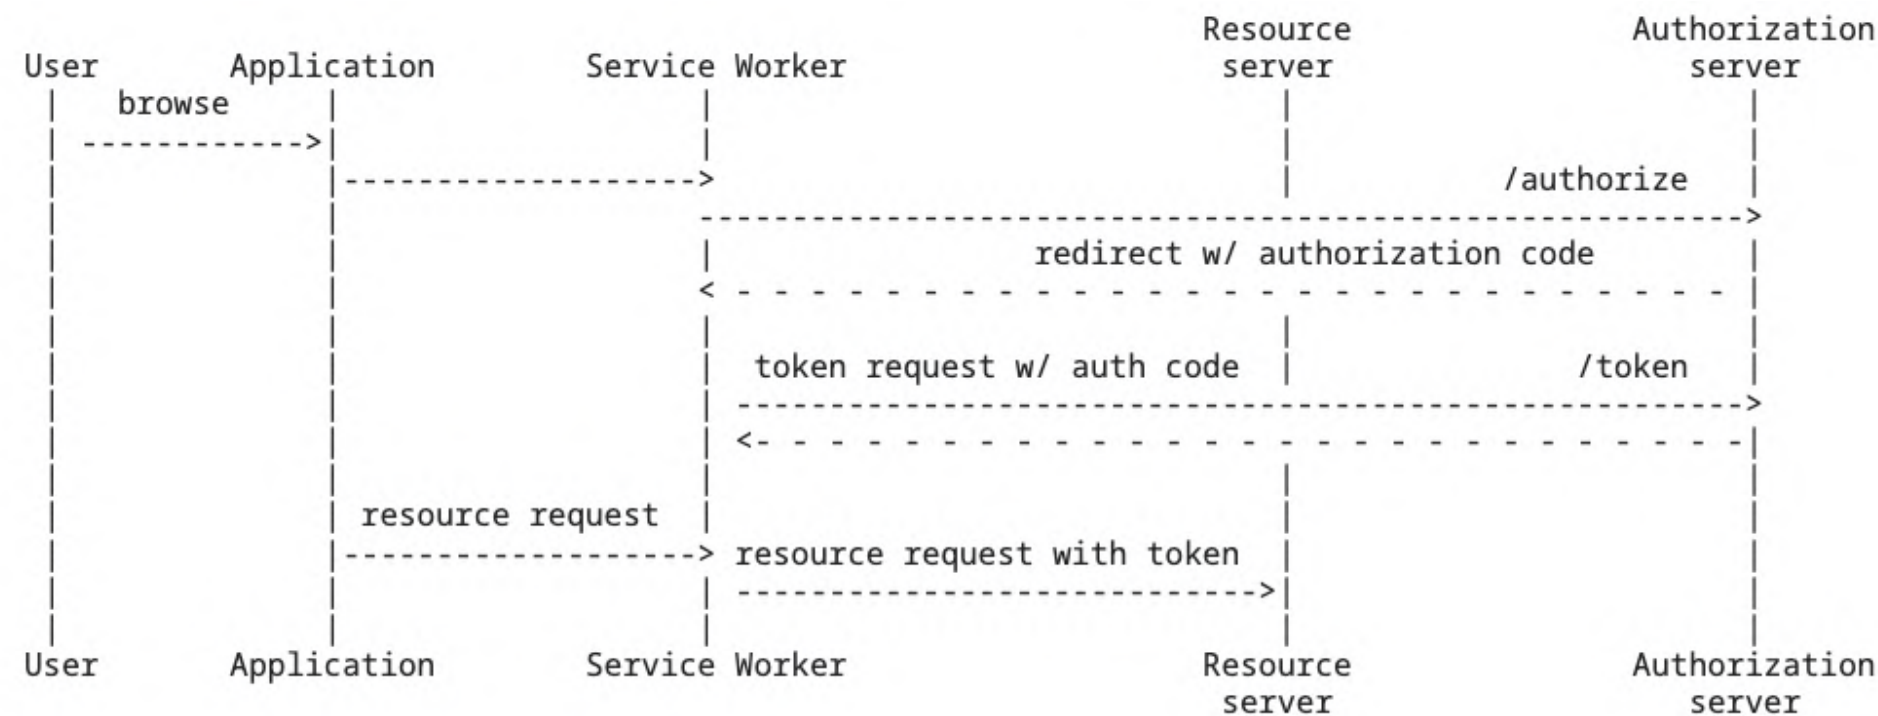 Resource Authorization
User Application Service Worker server server
browse
/authorize
redirect w/ authorization code
token request w/ auth code /token
resource request
resource request with token
User Application Service Worker Resource Authorization
server server